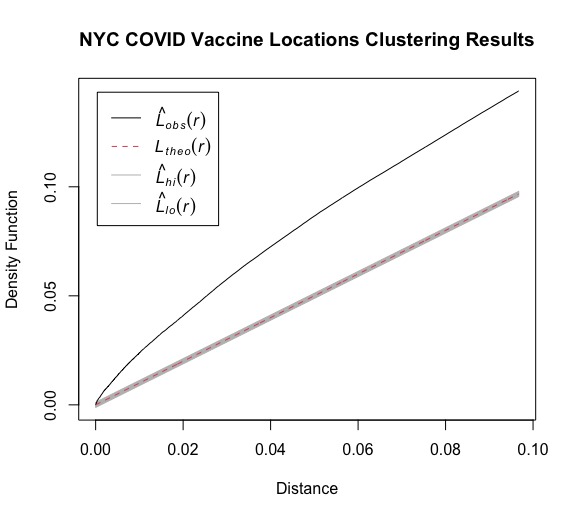 NYC COVID Vaccine Locations Clustering Results
L̂obs(r)
Ltheo(r)
L̂hi(r)
L̂lo(r)
Density Function
0.10
0.05
0.00
0.00 0.02 0.04 0.06 0.08 0.10
Distance